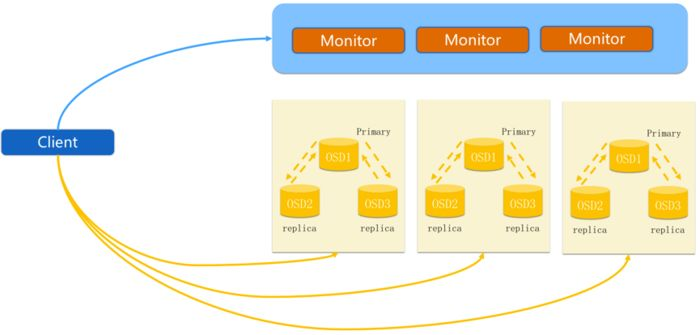 Monitor Monitor Monitor
Client
Primary Primary Primary
OSD1 OSD1 OSD1
OSD2 OSD3 OSD2 OSD3 OSD2 OSD3
replica replica replica replica replica replica